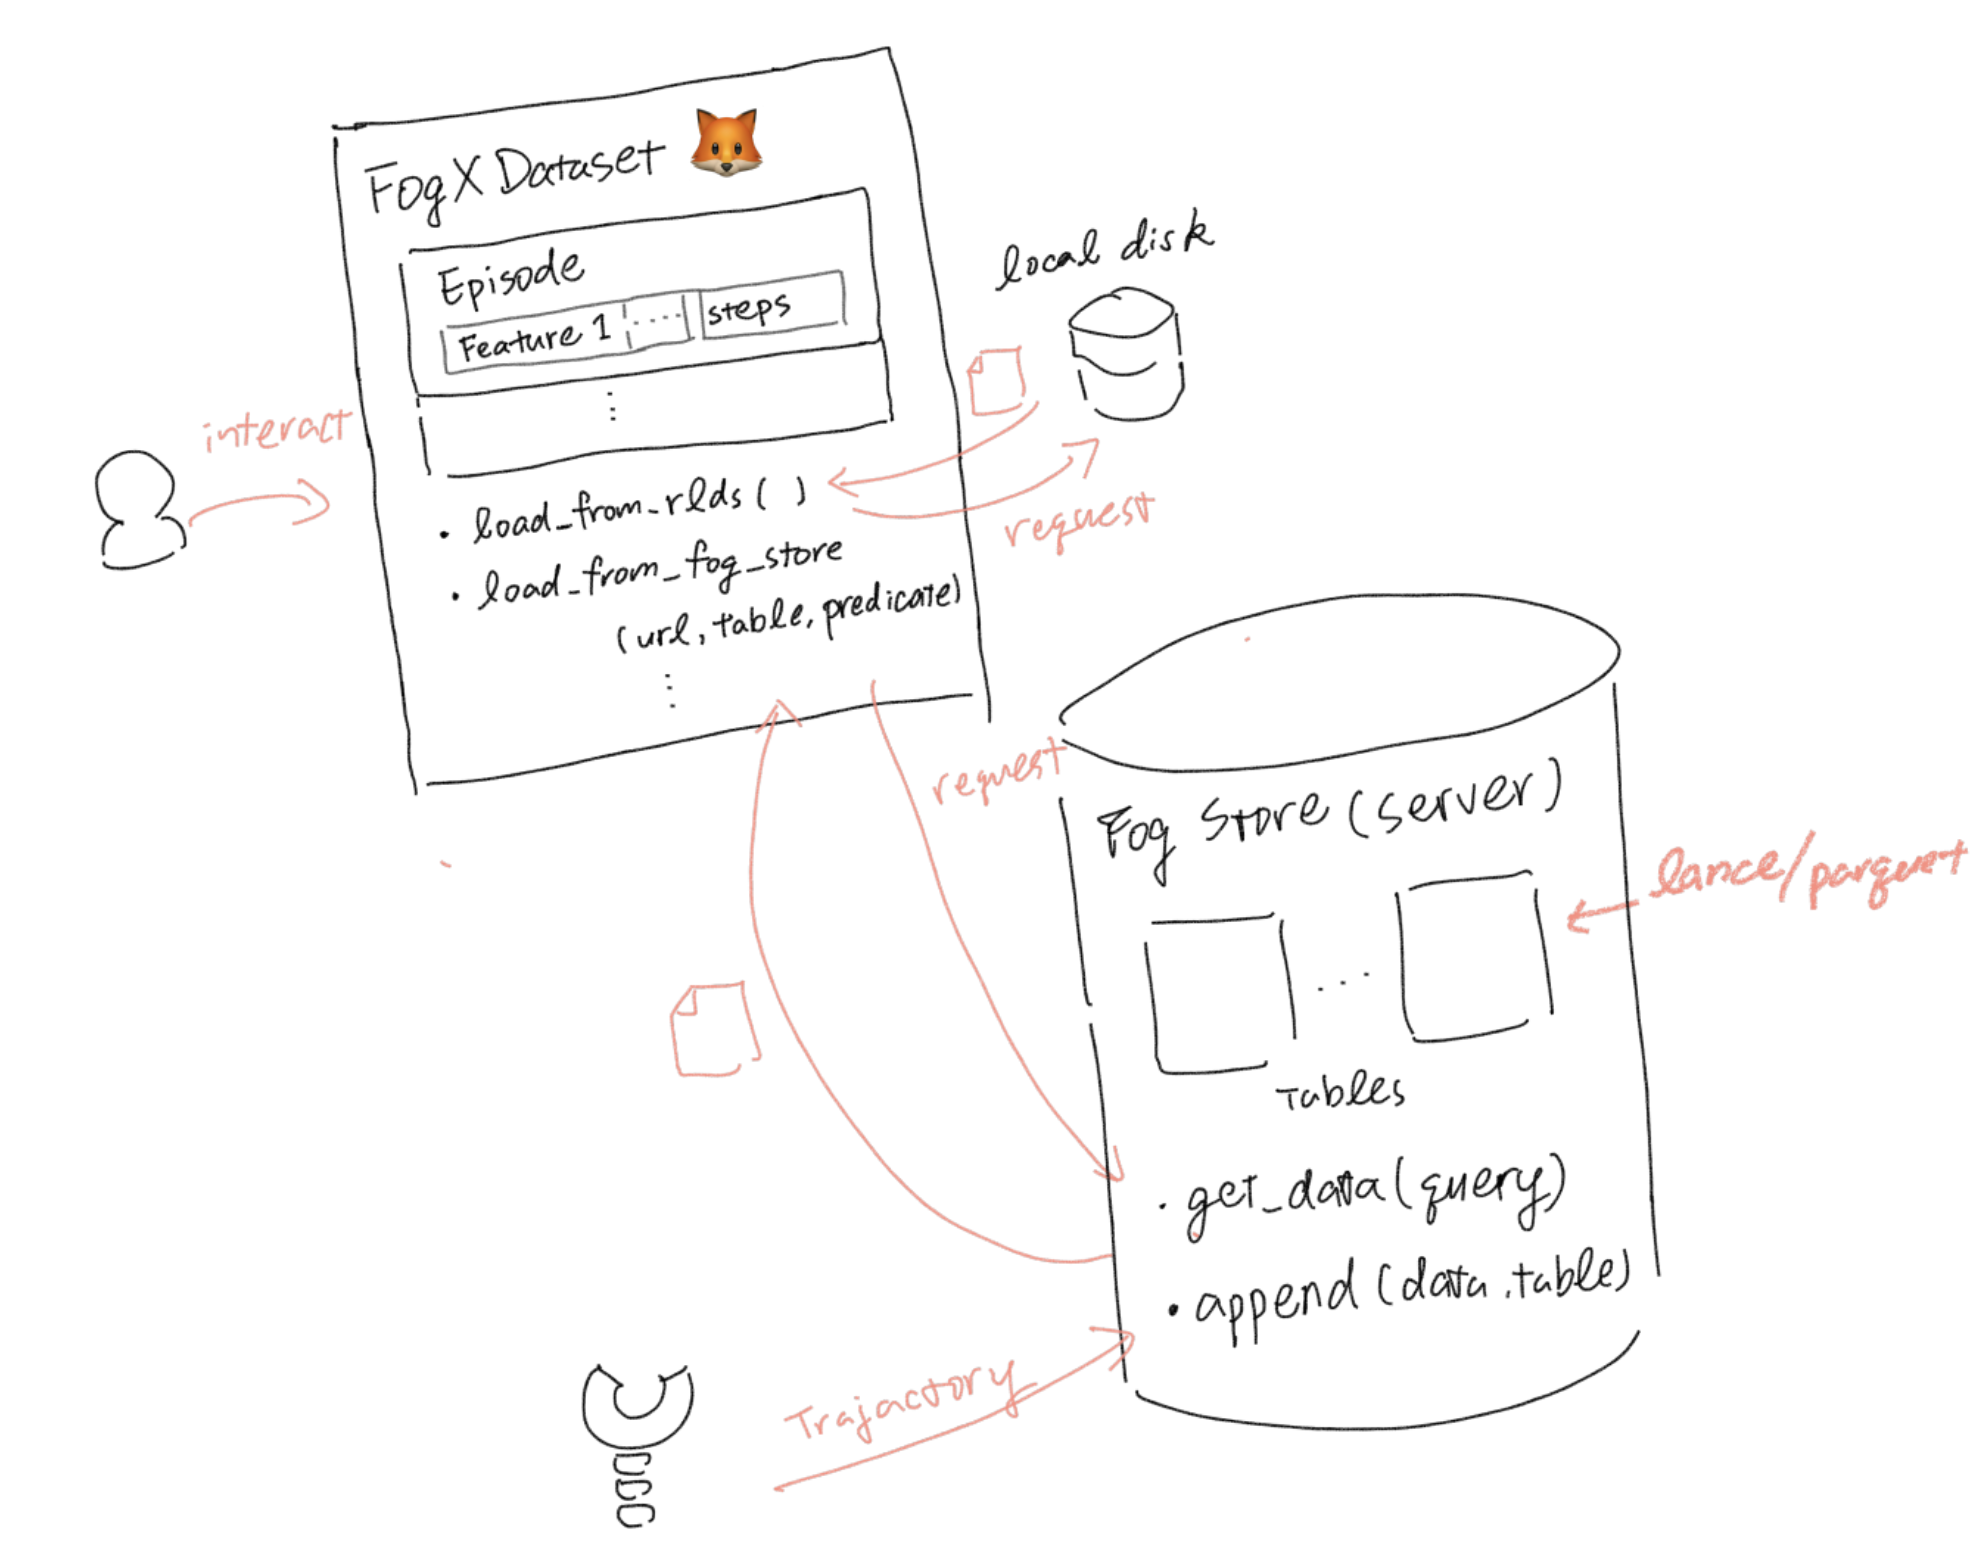 FogX Dataset
Episode
Feature 1 ..... steps
⋮
• load_from_rlds ( )
• load_from_fog_store
(url, table, predicate)
⋮
local disk
interact
request
request
Fog Store (server)
lance/parquet
...
Tables
• get_data (query)
• append (data, table)
Trajactory